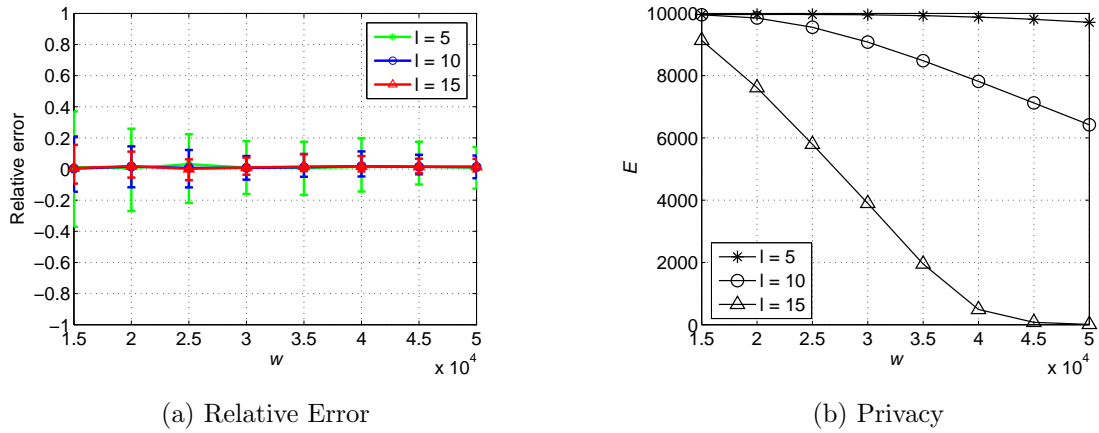 1
0.8
0.6
0.4
0.2
0
−0.2
−0.4
−0.6
−0.8
−1
Relative error
l = 5
l = 10
l = 15
1.5 2 2.5 3 3.5 4 4.5 5
w
x 10^4
(a) Relative Error
10000
8000
6000
4000
2000
0
E
l = 5
l = 10
l = 15
1.5 2 2.5 3 3.5 4 4.5 5
w
x 10^4
(b) Privacy